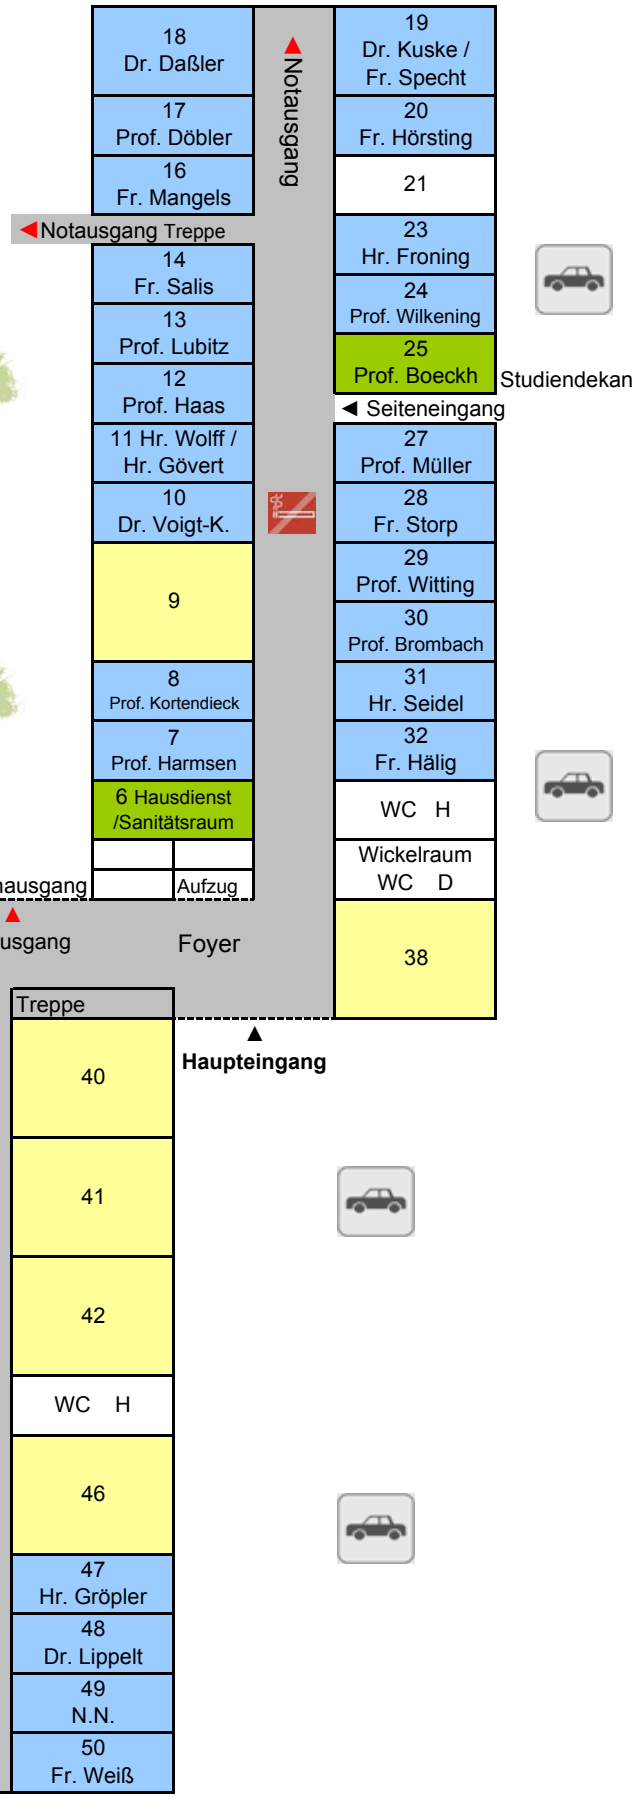 18
Dr. Daßler
17
Prof. Döbler
16
Fr. Mangels
Notausgang Treppe
14
Fr. Salis
13
Prof. Lubitz
12
Prof. Haas
11 Hr. Wolff /
Hr. Gövert
10
Dr. Voigt-K.
9
8
Prof. Kortendieck
7
Prof. Harmsen
6 Hausdienst
/Sanitätsraum
Aufzug
Notausgang
19
Dr. Kuske /
Fr. Specht
20
Fr. Hörsting
21
23
Hr. Froning
24
Prof. Wilkening
25
Prof. Boeckh
Studiendekan
Seiteneingang
27
Prof. Müller
28
Fr. Storp
29
Prof. Witting
30
Prof. Brombach
31
Hr. Seidel
32
Fr. Hälig
WC H
Wickelraum
WC D
38
ausgang
usgang
Foyer
Treppe
Haupteingang
40
41
42
WC H
46
47
Hr. Gröpler
48
Dr. Lippelt
49
N.N.
50
Fr. Weiß